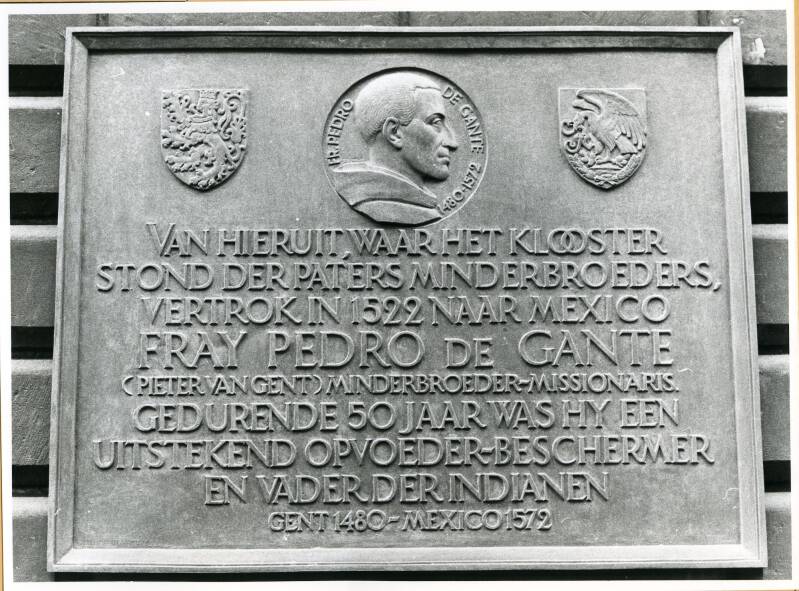 FR. PEDRO DE GANTE 1480-1572
VAN HIERUIT, WAAR HET KLOOSTER
STOND DER PATERS MINDERBROEDERS,
VERTROK IN 1522 NAAR MEXICO
FRAY PEDRO DE GANTE
(PIETER VAN GENT) MINDERBROEDER-MISSIONARIS.
GEDURENDE 50 JAAR WAS HY EEN
UITSTEKEND OPVOEDER-BESCHERMER
EN VADER DER INDIANEN
GENT 1480-MEXICO 1572